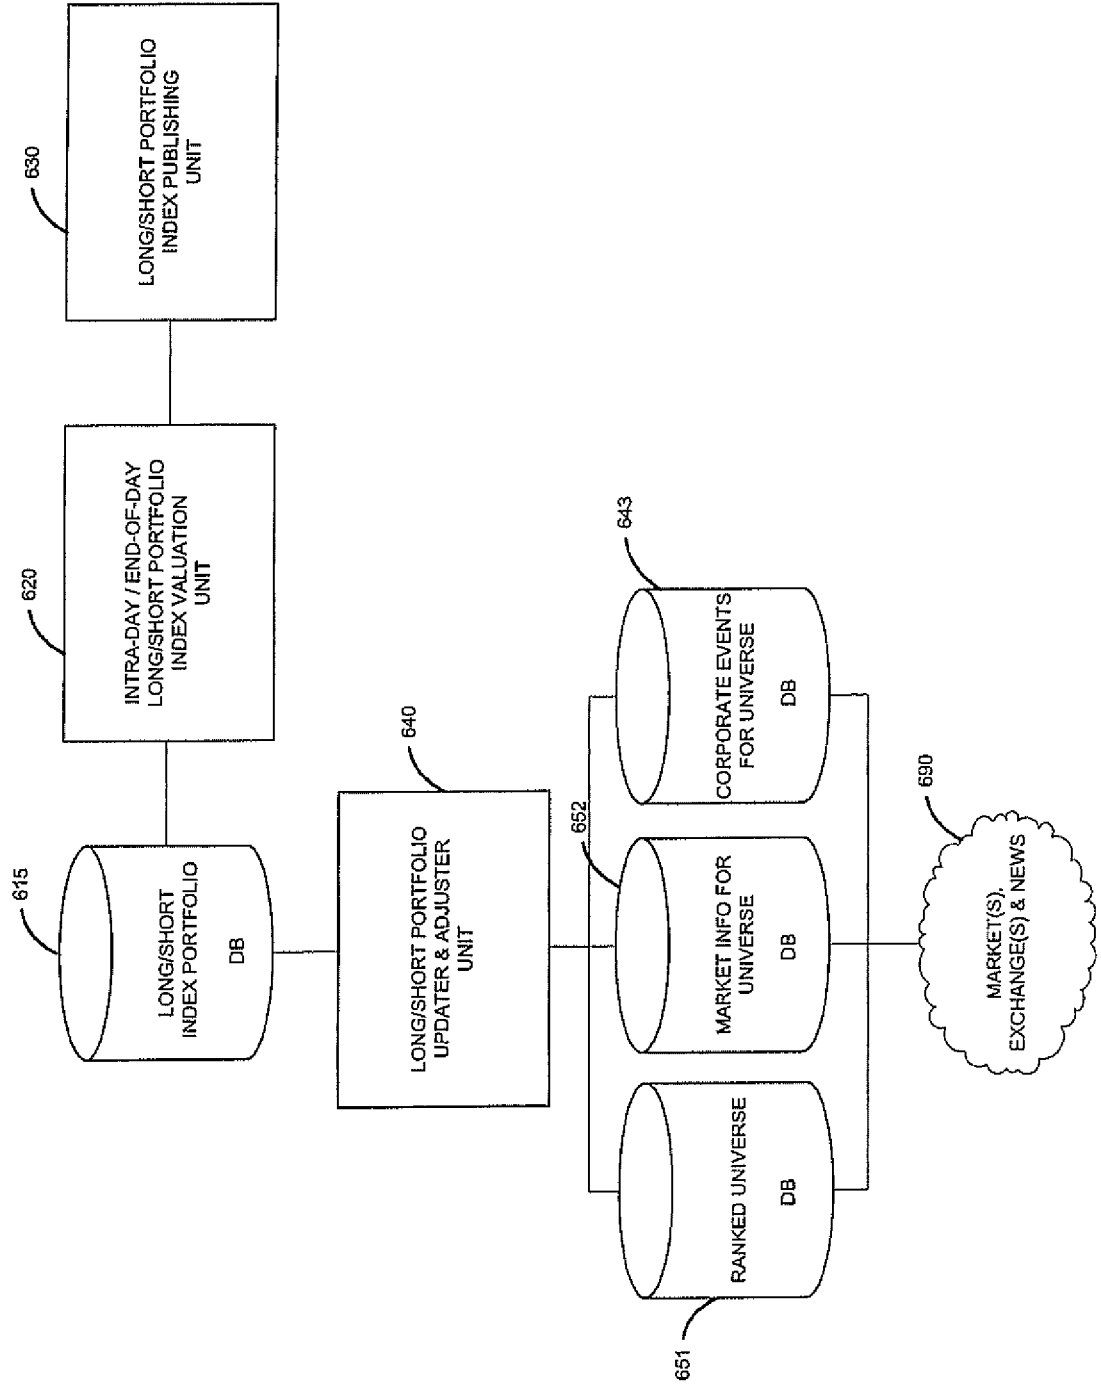 615
LONG/SHORT
INDEX PORTFOLIO
DB
620
INTRA-DAY / END-OF-DAY
LONG/SHORT PORTFOLIO
INDEX VALUATION
UNIT
630
LONG/SHORT PORTFOLIO
INDEX PUBLISHING
UNIT
640
LONG/SHORT PORTFOLIO
UPDATER & ADJUSTER
UNIT
651
RANKED UNIVERSE
DB
652
MARKET INFO FOR
UNIVERSE
DB
643
CORPORATE EVENTS
FOR UNIVERSE
DB
690
MARKET(S),
EXCHANGE(S) & NEWS